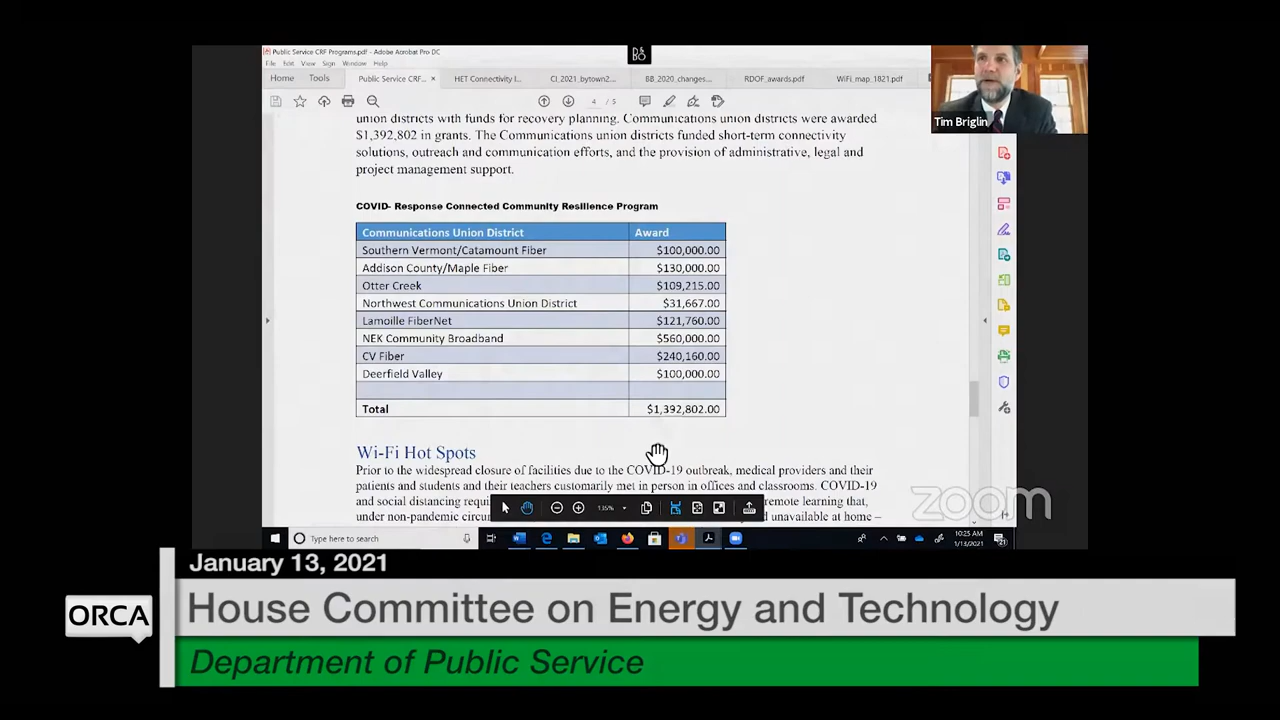 Public Service CRF Programs.pdf - Adobe Acrobat Pro DC
File Edit View Sign Window Help
Home Tools Public Service CRF... × HET Connectivity I... CI_2021_bytown2... BB_2020_changes... RDOF_awards.pdf WiFi_map_1821.pdf
B&O
4 / 5
Tim Briglin
union districts with funds for recovery planning. Communications union districts were awarded
$1,392,802 in grants. The Communications union districts funded short-term connectivity
solutions, outreach and communication efforts, and the provision of administrative, legal and
project management support.
COVID- Response Connected Community Resilience Program
Communications Union District Award
Southern Vermont/Catamount Fiber $100,000.00
Addison County/Maple Fiber $130,000.00
Otter Creek $109,215.00
Northwest Communications Union District $31,667.00
Lamoille FiberNet $121,760.00
NEK Community Broadband $560,000.00
CV Fiber $240,160.00
Deerfield Valley $100,000.00
Total $1,392,802.00
Wi-Fi Hot Spots
Prior to the widespread closure of facilities due to the COVID-19 outbreak, medical providers and their
patients and students and their teachers customarily met in person in offices and classrooms. COVID-19
and social distancing requi remote learning that,
under non-pandemic circu d unavailable at home –
135%
zoom
Type here to search
10:25 AM
1/13/2021
January 13, 2021
ORCA
House Committee on Energy and Technology
Department of Public Service